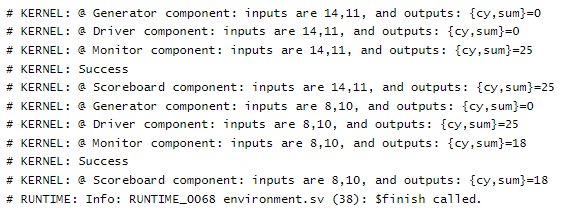 # KERNEL: @ Generator component: inputs are 14,11, and outputs: {cy,sum}=0
# KERNEL: @ Driver component: inputs are 14,11, and outputs: {cy,sum}=0
# KERNEL: @ Monitor component: inputs are 14,11, and outputs: {cy,sum}=25
# KERNEL: Success
# KERNEL: @ Scoreboard component: inputs are 14,11, and outputs: {cy,sum}=25
# KERNEL: @ Generator component: inputs are 8,10, and outputs: {cy,sum}=0
# KERNEL: @ Driver component: inputs are 8,10, and outputs: {cy,sum}=25
# KERNEL: @ Monitor component: inputs are 8,10, and outputs: {cy,sum}=18
# KERNEL: Success
# KERNEL: @ Scoreboard component: inputs are 8,10, and outputs: {cy,sum}=18
# RUNTIME: Info: RUNTIME_0068 environment.sv (38): $finish called.